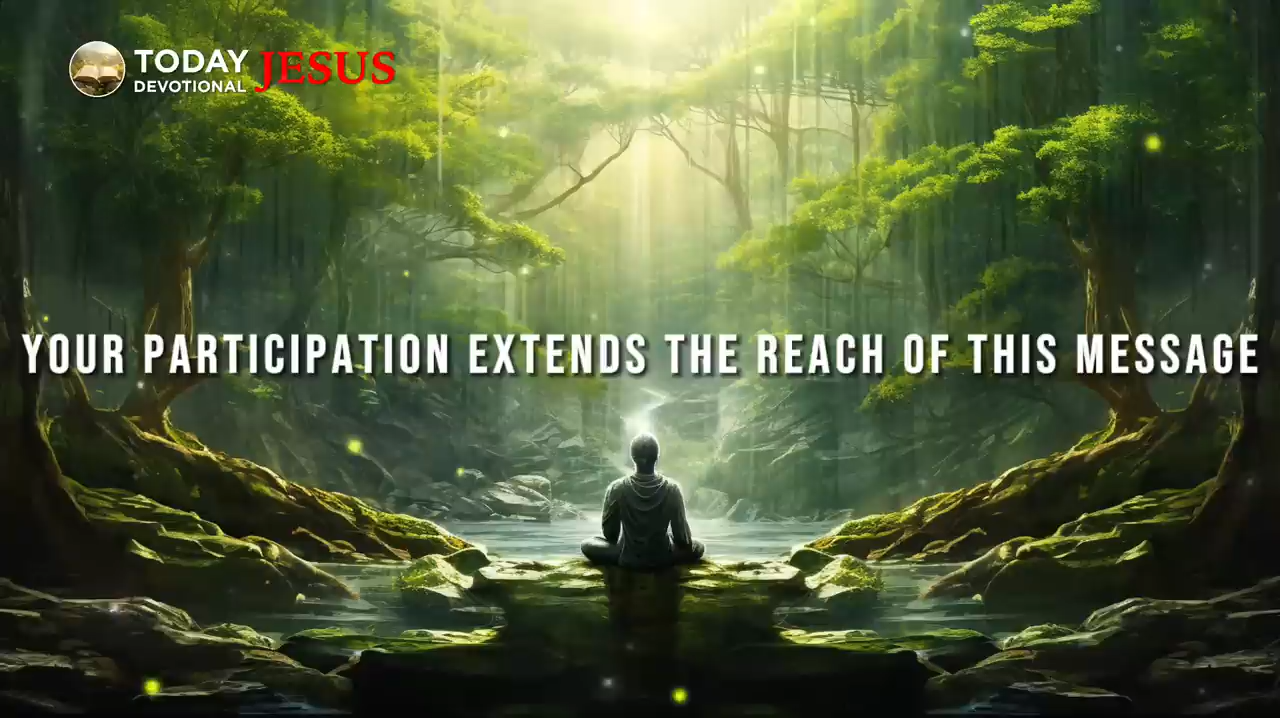 TODAY JESUS
DEVOTIONAL
YOUR PARTICIPATION EXTENDS THE REACH OF THIS MESSAGE